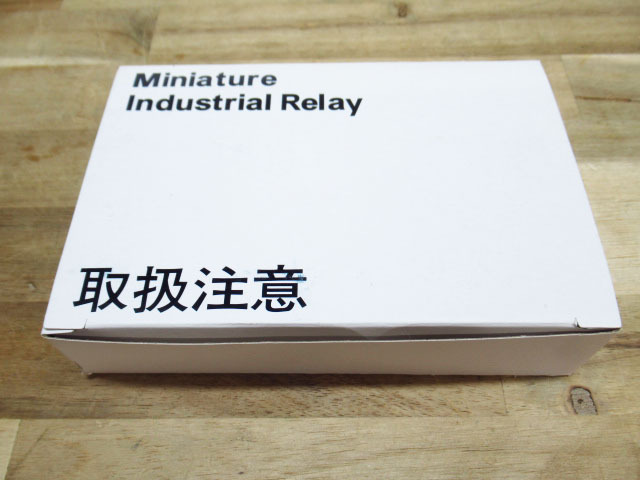 Miniature
Industrial Relay
取扱注意